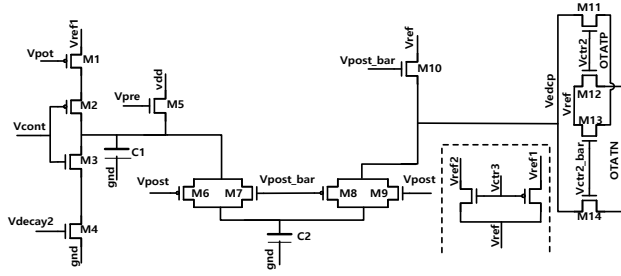 Vref1
Vpot
M1
M2
Vcont
M3
Vdecay2
M4
gnd
vdd
Vpre
M5
C1
gnd
Vpost
M6
M7
Vpost_bar
M8
M9
Vpost
C2
gnd
Vref
Vpost_bar
M10
Vref2
Vctr3
Vref1
Vref
Vedcp
M11
Vctr2
OTATP
M12
Vref
M13
Vctr2_bar
OTATN
M14